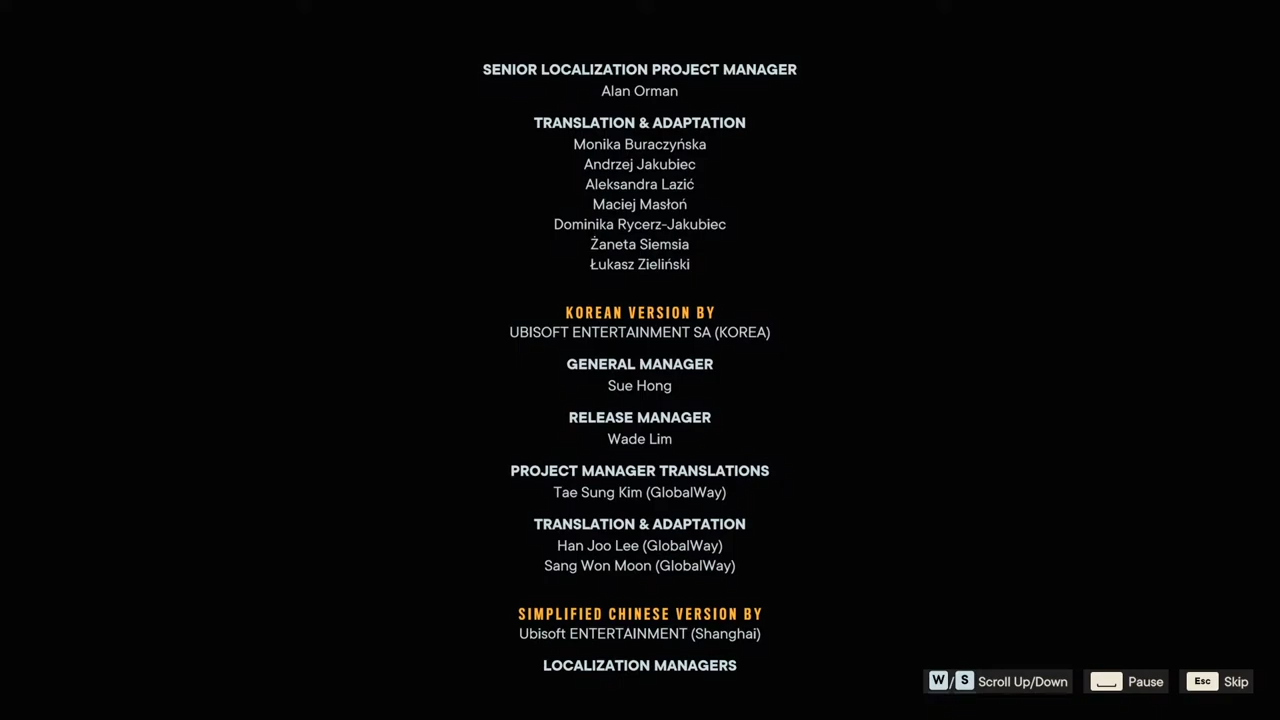 SENIOR LOCALIZATION PROJECT MANAGER
Alan Orman
TRANSLATION & ADAPTATION
Monika Buraczyńska
Andrzej Jakubiec
Aleksandra Lazić
Maciej Masłoń
Dominika Rycerz-Jakubiec
Żaneta Siemsia
Łukasz Zieliński
KOREAN VERSION BY
UBISOFT ENTERTAINMENT SA (KOREA)
GENERAL MANAGER
Sue Hong
RELEASE MANAGER
Wade Lim
PROJECT MANAGER TRANSLATIONS
Tae Sung Kim (GlobalWay)
TRANSLATION & ADAPTATION
Han Joo Lee (GlobalWay)
Sang Won Moon (GlobalWay)
SIMPLIFIED CHINESE VERSION BY
Ubisoft ENTERTAINMENT (Shanghai)
LOCALIZATION MANAGERS
W/S Scroll Up/Down Pause Esc Skip